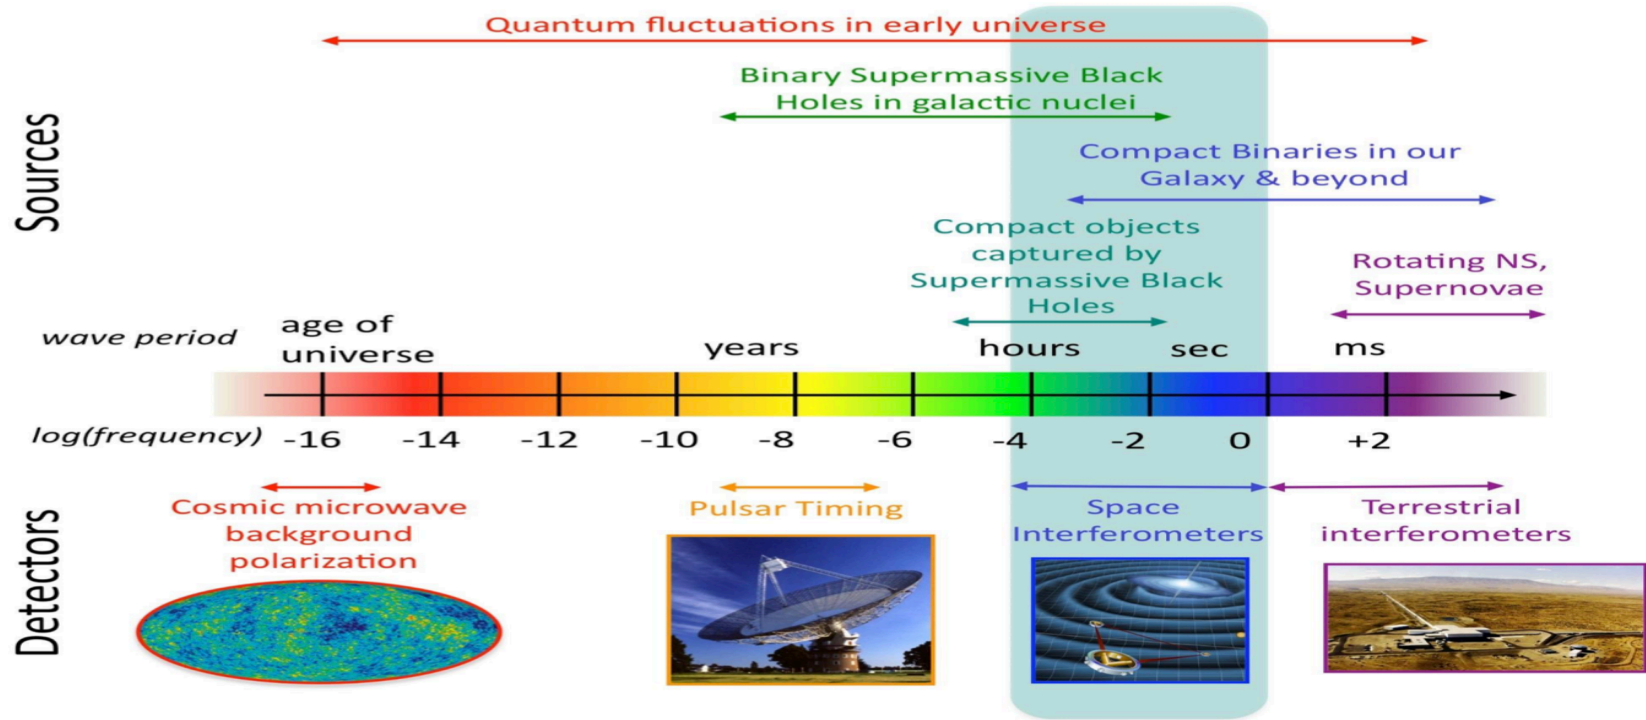 Quantum fluctuations in early universe
Binary Supermassive Black
Holes in galactic nuclei
Compact Binaries in our
Galaxy & beyond
Compact objects
captured by
Supermassive Black
Holes
Rotating NS,
Supernovae
Sources
wave period
age of
universe
years
hours
sec
ms
log(frequency)
-16
-14
-12
-10
-8
-6
-4
-2
0
+2
Detectors
Cosmic microwave
background
polarization
Pulsar Timing
Space
Interferometers
Terrestrial
interferometers